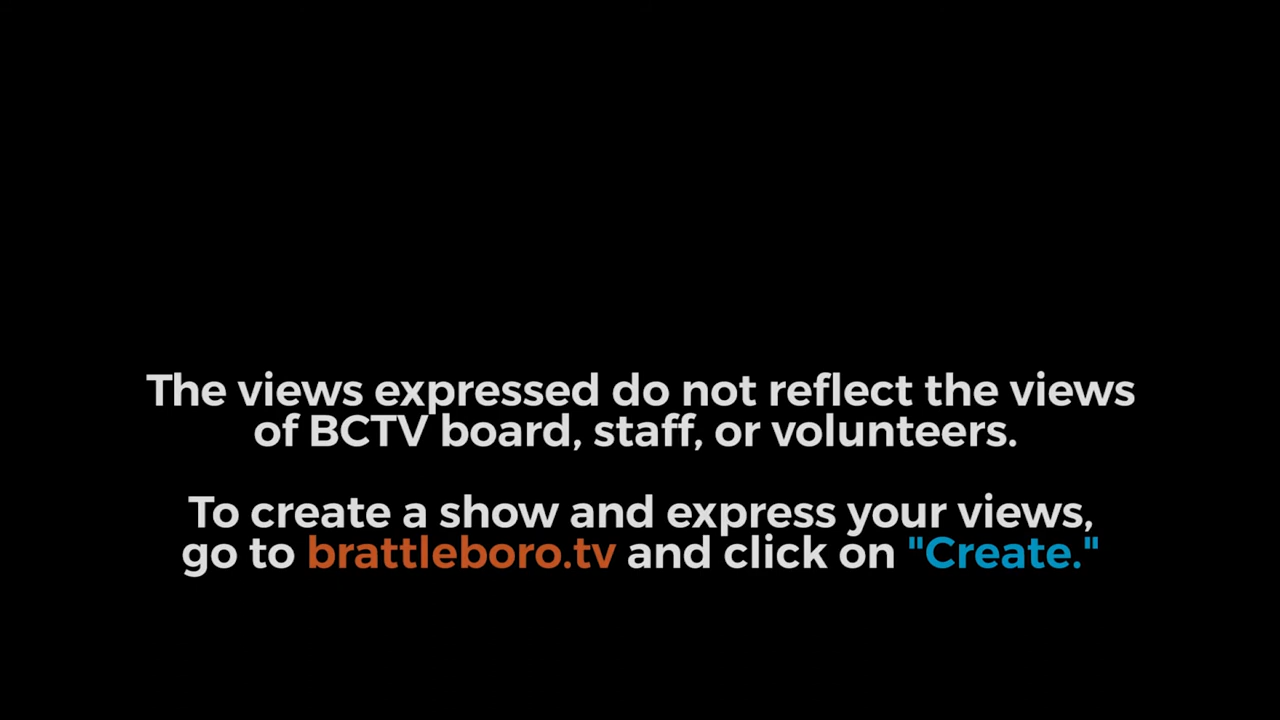 The views expressed do not reflect the views
of BCTV board, staff, or volunteers.
To create a show and express your views,
go to brattleboro.tv and click on "Create."